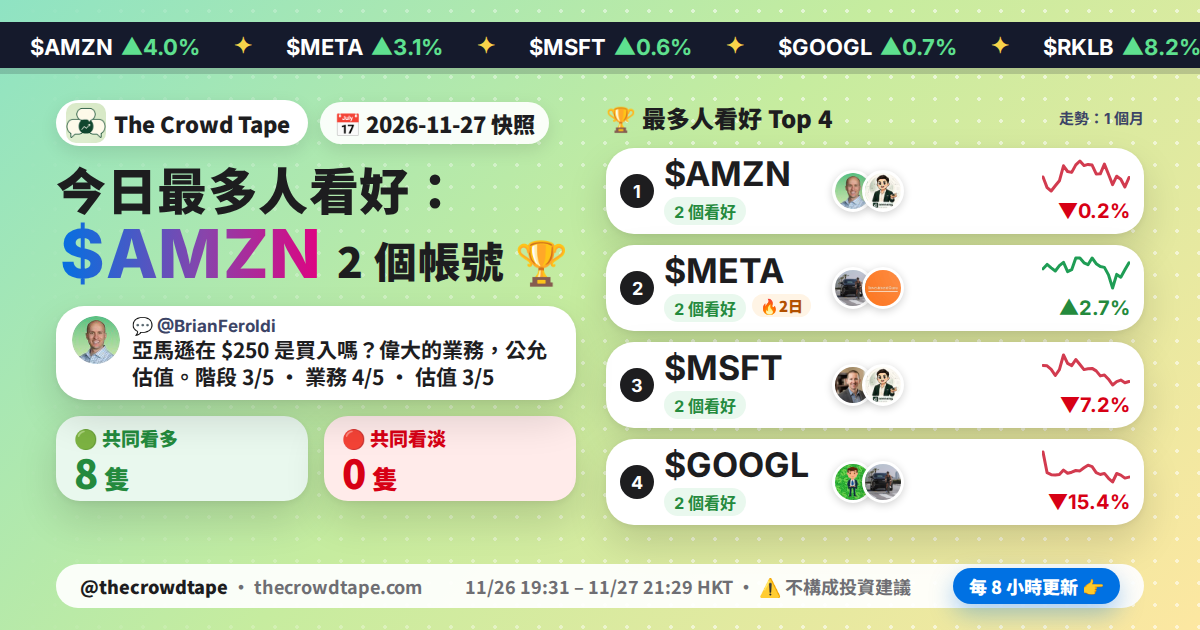 $AMZN ▲4.0% ✦ $META ▲3.1% ✦ $MSFT ▲0.6% ✦ $GOOGL ▲0.7% ✦ $RKLB ▲8.2%
The Crowd Tape
📅 2026-11-27 快照
今日最多人看好：
$AMZN 2 個帳號 🏆
💬 @BrianFeroldi
亞馬遜在 $250 是買入嗎？偉大的業務，公允
估值。階段 3/5 · 業務 4/5 · 估值 3/5
🟢 共同看多
8 隻
🔴 共同看淡
0 隻
🏆 最多人看好 Top 4
走勢：1個月
1 $AMZN
2 個看好
▼0.2%
2 $META
2 個看好 🔥2日
▲2.7%
3 $MSFT
2 個看好
▼7.2%
4 $GOOGL
2 個看好
▼15.4%
@thecrowdtape · thecrowdtape.com
11/26 19:31 – 11/27 21:29 HKT · ⚠️ 不構成投資建議
每 8 小時更新 👉